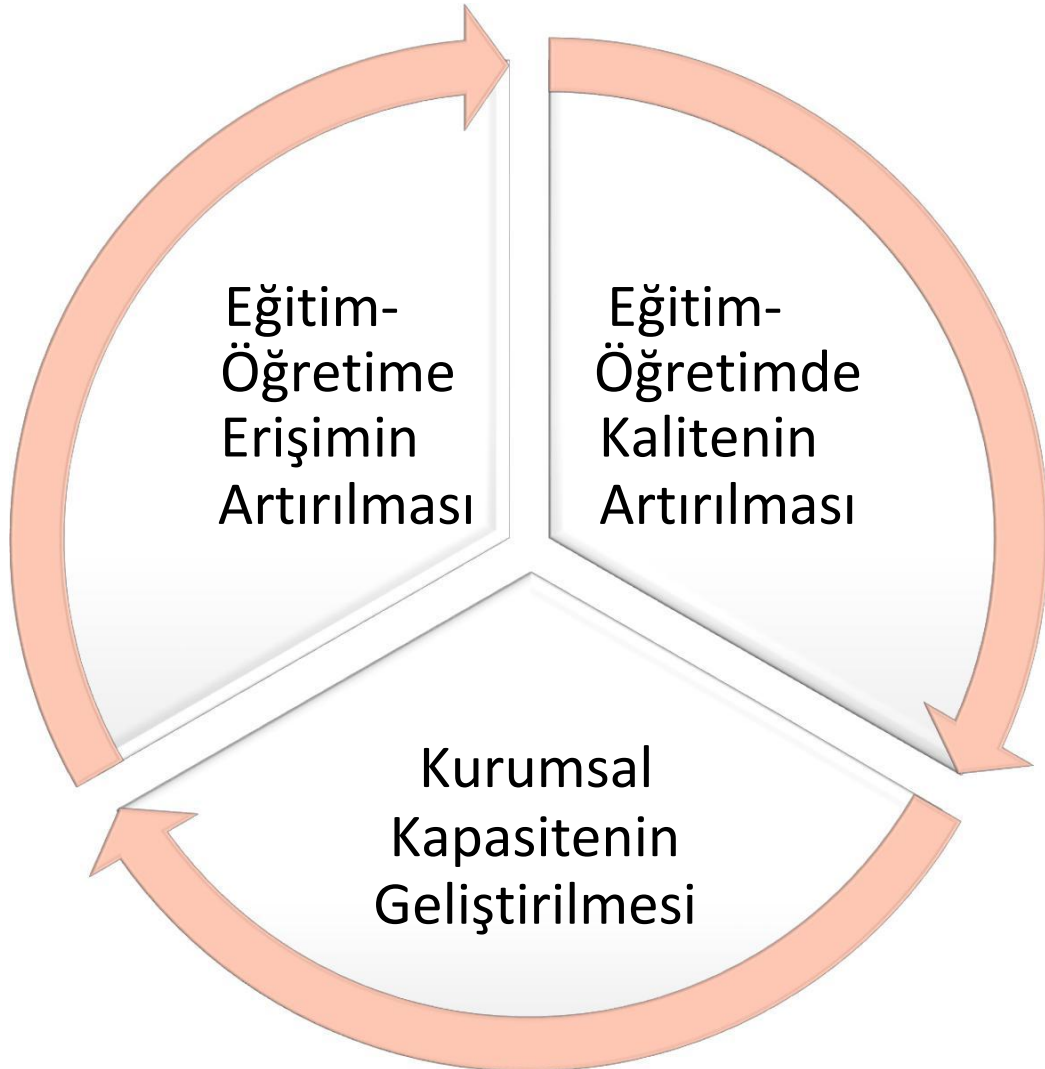 Eğitim-
Öğretime
Erişimin
Artırılması
Eğitim-
Öğretimde
Kalitenin
Artırılması
Kurumsal
Kapasitenin
Geliştirilmesi